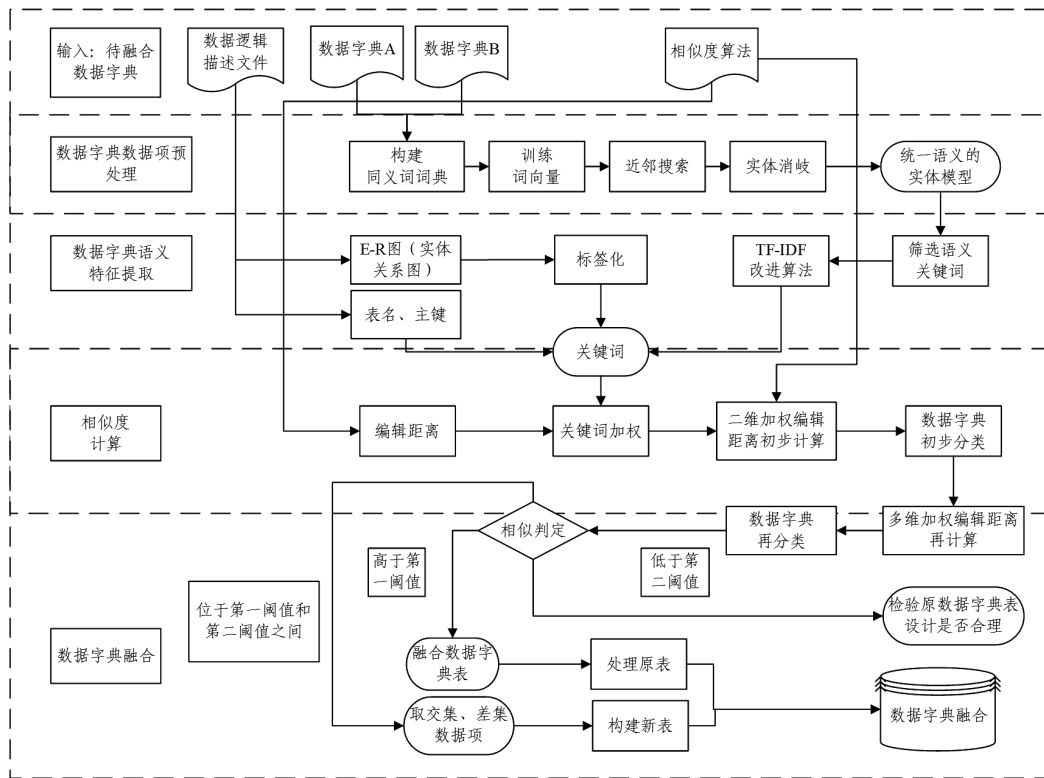 输入：待融合
数据字典
数据逻辑
描述文件
数据字典A
数据字典B
相似度算法
数据字典数据项预
处理
构建
同义词词典
训练
词向量
近邻搜索
实体消岐
统一语义的
实体模型
数据字典语义
特征提取
E-R图（实体
关系图）
标签化
TF-IDF
改进算法
筛选语义
关键词
表名、主键
关键词
相似度
计算
编辑距离
关键词加权
二维加权编辑
距离初步计算
数据字典
初步分类
相似判定
数据字典
再分类
多维加权编辑距离
再计算
高于第
一阈值
低于第
二阈值
位于第一阈值和
第二阈值之间
检验原数据字典表
设计是否合理
数据字典融合
融合数据字
典表
处理原表
取交集、差集
数据项
构建新表
数据字典融合